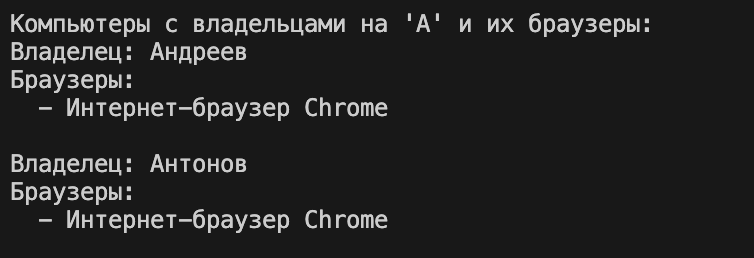 Компьютеры с владельцами на 'А' и их браузеры:
Владелец: Андреев
Браузеры:
  - Интернет-браузер Chrome
Владелец: Антонов
Браузеры:
  - Интернет-браузер Chrome